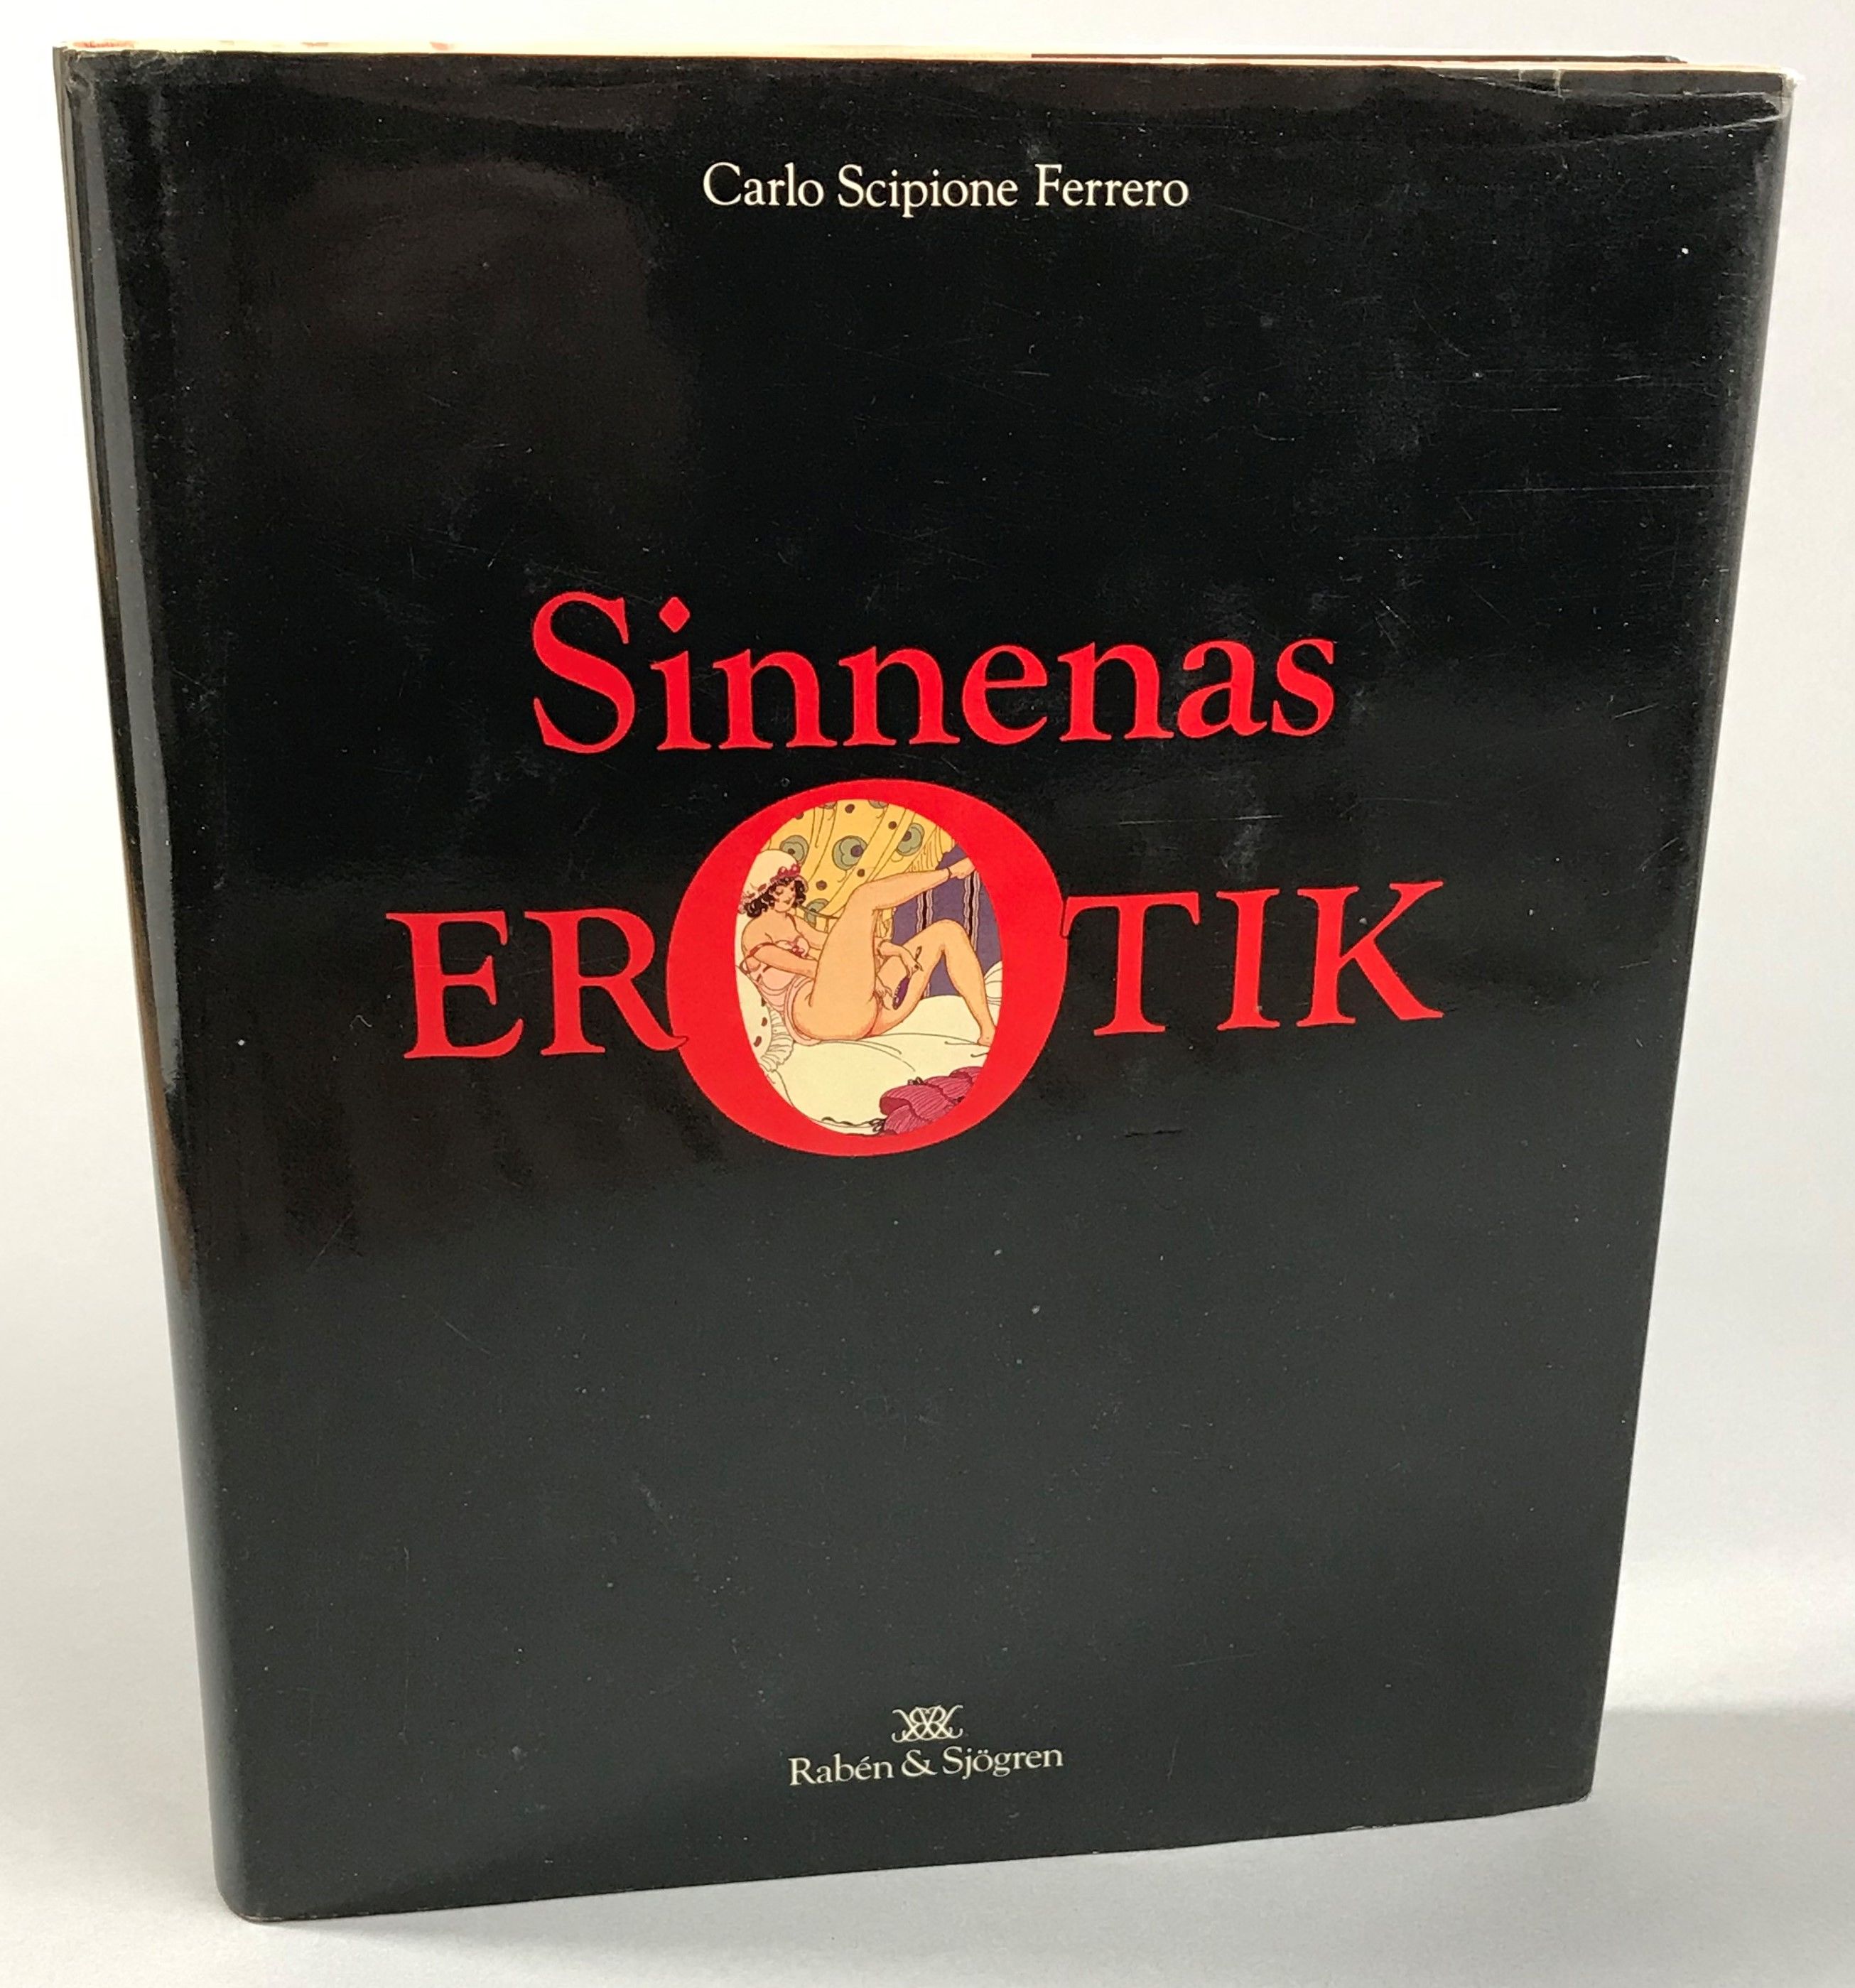 Carlo Scipione Ferrero
Sinnenas
EROTIK
Rabén & Sjögren